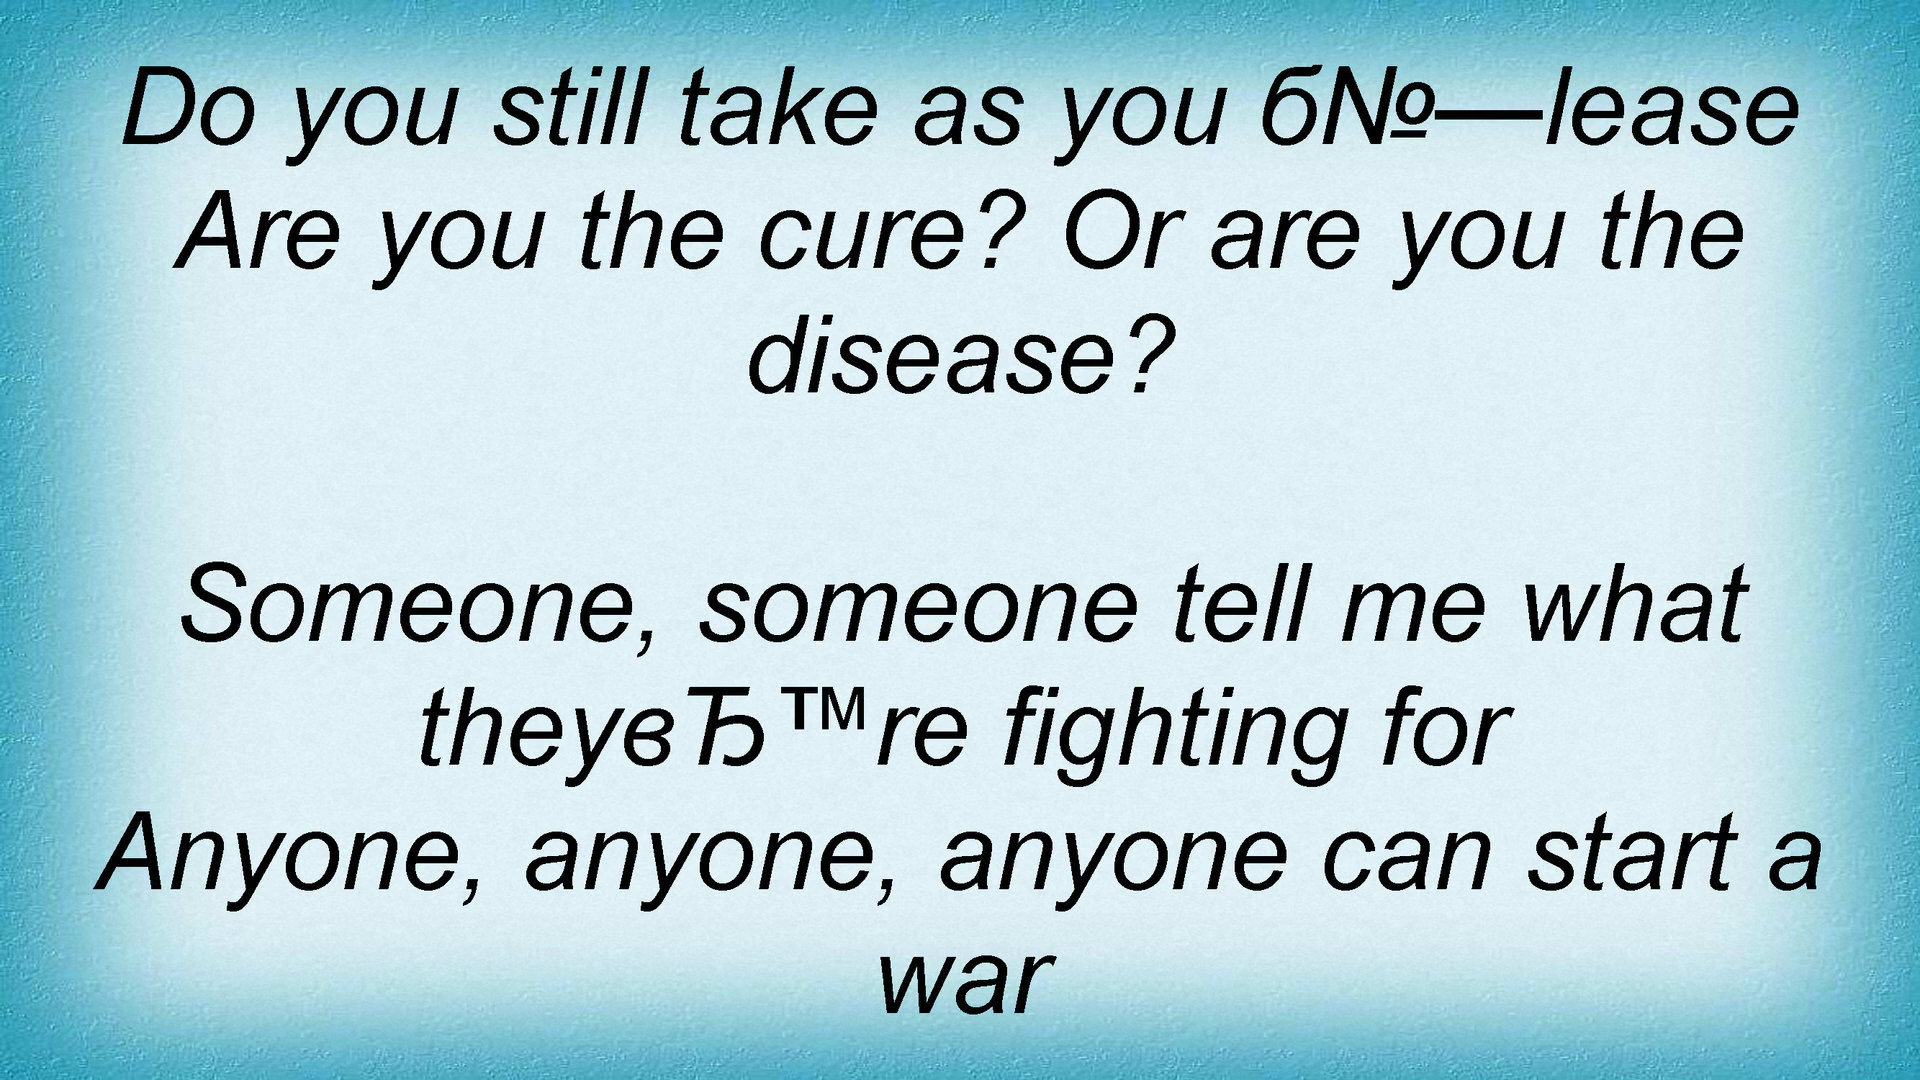 Do you still take as you б№—lease
Are you the cure? Or are you the
disease?
Someone, someone tell me what
theyвЂ™re fighting for
Anyone, anyone, anyone can start a
war